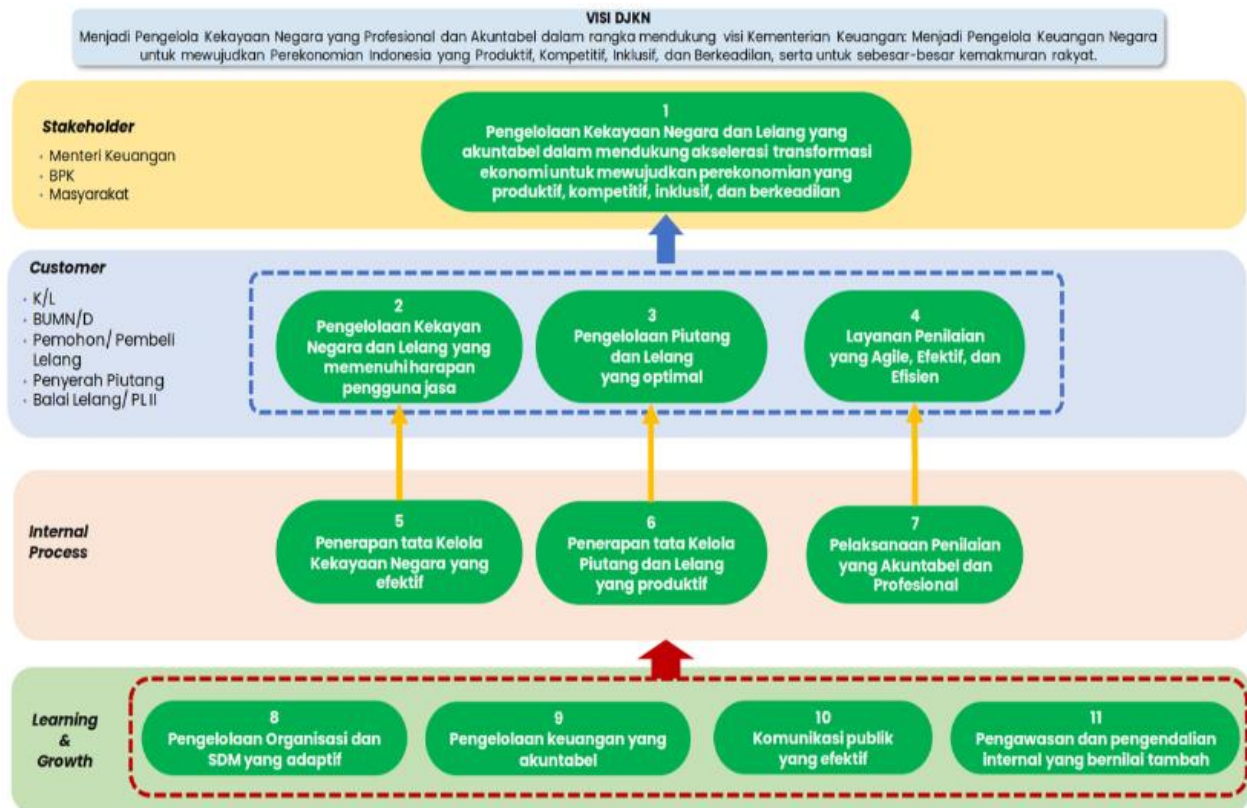 VISI DJKN
Menjadi Pengelola Kekayaan Negara yang Profesional dan Akuntabel dalam rangka mendukung visi Kementerian Keuangan: Menjadi Pengelola Keuangan Negara
untuk mewujudkan Perekonomian Indonesia yang Produktif, Kompetitif, Inklusif, dan Berkeadilan, serta untuk sebesar-besar kemakmuran rakyat.
Stakeholder
· Menteri Keuangan
· BPK
· Masyarakat
1
Pengelolaan Kekayaan Negara dan Lelang yang
akuntabel dalam mendukung akselerasi transformasi
ekonomi untuk mewujudkan perekonomian yang
produktif, kompetitif, inklusif, dan berkeadilan
Customer
· K/L
· BUMN/D
· Pemohon/ Pembeli
Lelang
· Penyerah Piutang
· Balai Lelang/ PL II
2
Pengelolaan Kekayan
Negara dan Lelang yang
memenuhi harapan
pengguna jasa
3
Pengelolaan Piutang
dan Lelang
yang optimal
4
Layanan Penilaian
yang Agile, Efektif, dan
Efisien
Internal
Process
5
Penerapan tata Kelola
Kekayaan Negara yang
efektif
6
Penerapan tata Kelola
Piutang dan Lelang
yang produktif
7
Pelaksanaan Penilaian
yang Akuntabel dan
Profesional
Learning
&
Growth
8
Pengelolaan Organisasi dan
SDM yang adaptif
9
Pengelolaan keuangan yang
akuntabel
10
Komunikasi publik
yang efektif
11
Pengawasan dan pengendalian
internal yang bernilai tambah